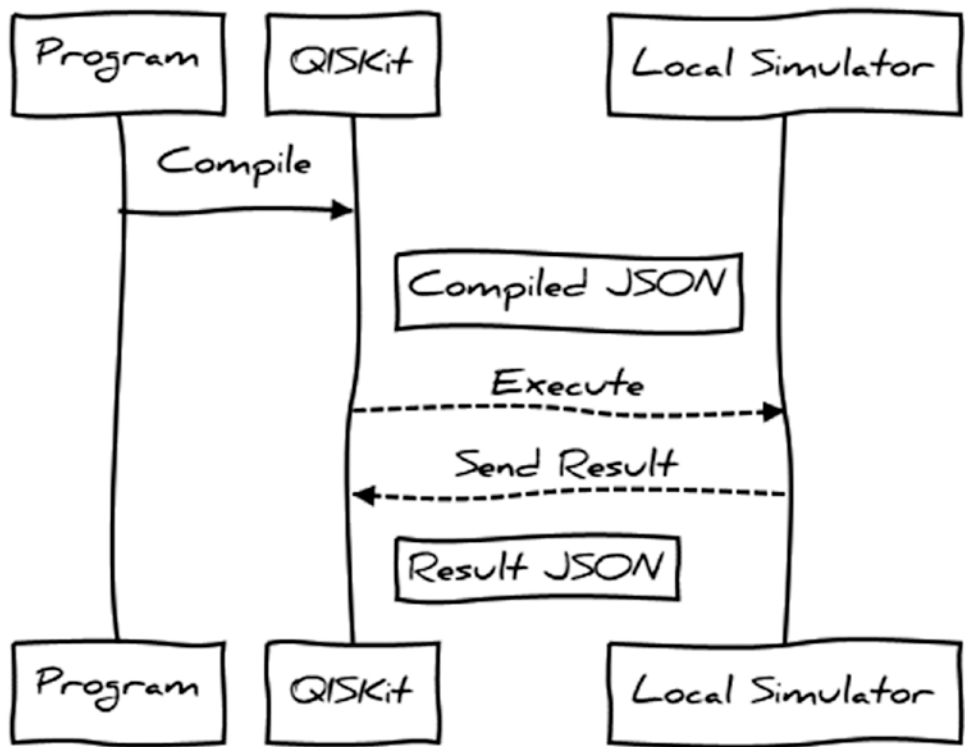 Program
QISKit
Local Simulator
Compile
Compiled JSON
Execute
Send Result
Result JSON
Program
QISKit
Local Simulator